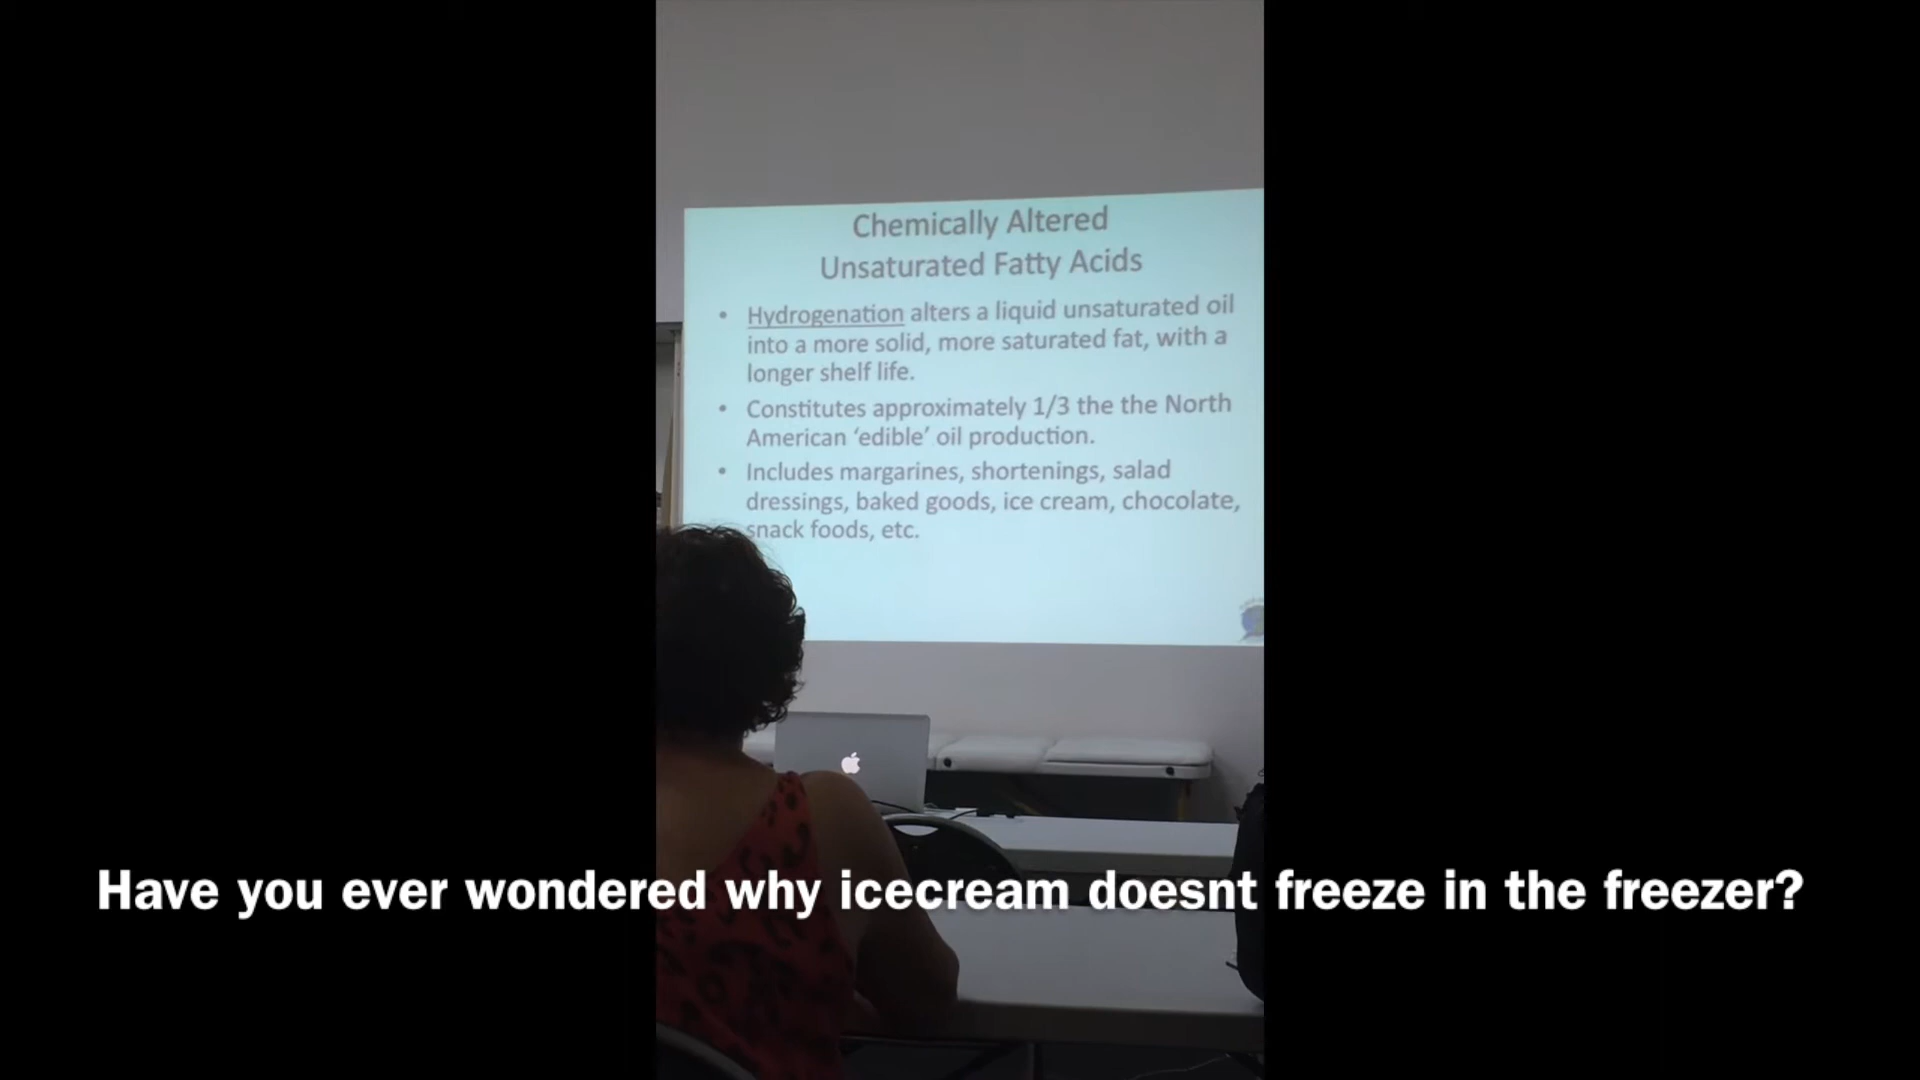 Chemically Altered
Unsaturated Fatty Acids
• Hydrogenation alters a liquid unsaturated oil
into a more solid, more saturated fat, with a
longer shelf life.
• Constitutes approximately 1/3 the the North
American ‘edible’ oil production.
• Includes margarines, shortenings, salad
dressings, baked goods, ice cream, chocolate,
snack foods, etc.
Have you ever wondered why icecream doesnt freeze in the freezer?